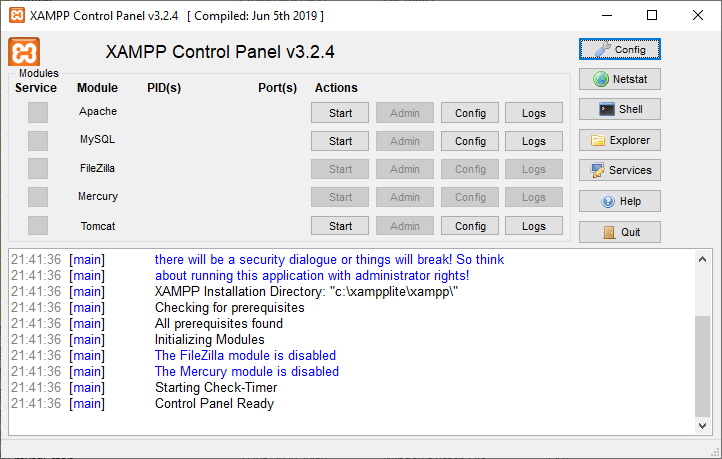 XAMPP Control Panel v3.2.4 [ Compiled: Jun 5th 2019 ]
XAMPP Control Panel v3.2.4
Config
Modules
Service Module PID(s) Port(s) Actions
Netstat
Apache Start Admin Config Logs
Shell
MySQL Start Admin Config Logs
Explorer
FileZilla Start Admin Config Logs
Services
Mercury Start Admin Config Logs
Help
Tomcat Start Admin Config Logs
Quit
21:41:36 [main] there will be a security dialogue or things will break! So think
21:41:36 [main] about running this application with administrator rights!
21:41:36 [main] XAMPP Installation Directory: "c:\xampplite\xampp\"
21:41:36 [main] Checking for prerequisites
21:41:36 [main] All prerequisites found
21:41:36 [main] Initializing Modules
21:41:36 [main] The FileZilla module is disabled
21:41:36 [main] The Mercury module is disabled
21:41:36 [main] Starting Check-Timer
21:41:36 [main] Control Panel Ready